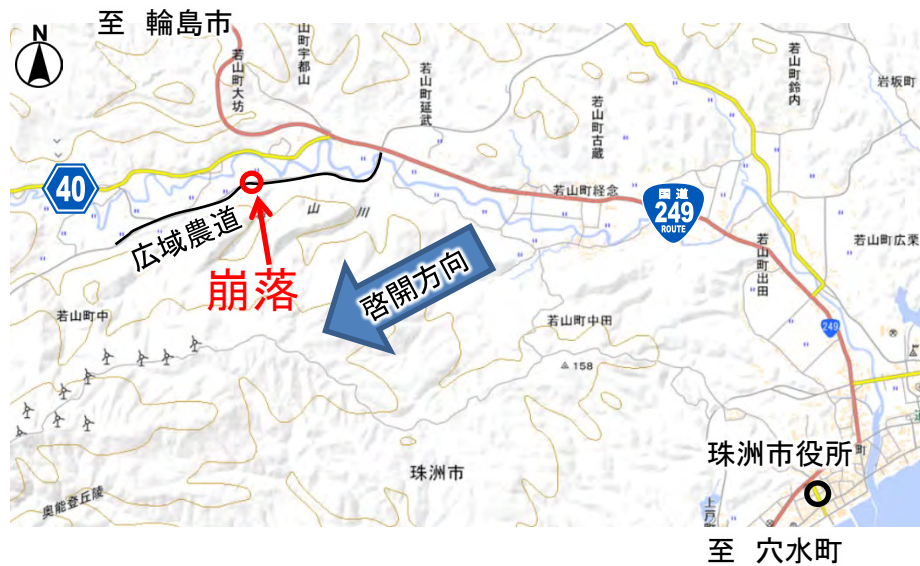 至 輪島市
N
山町宇都山
若山町大坊
若山町延武
若山町古蔵
若山町鈴内
岩坂町
40
広域農道
山川
崩落
啓開方向
若山町経念
国道
249
ROUTE
若山町出田
若山町広栗
若山町中
若山町中田
249
158
珠洲市
奥能登丘陵
珠洲市役所
町
上戸町
至 穴水町